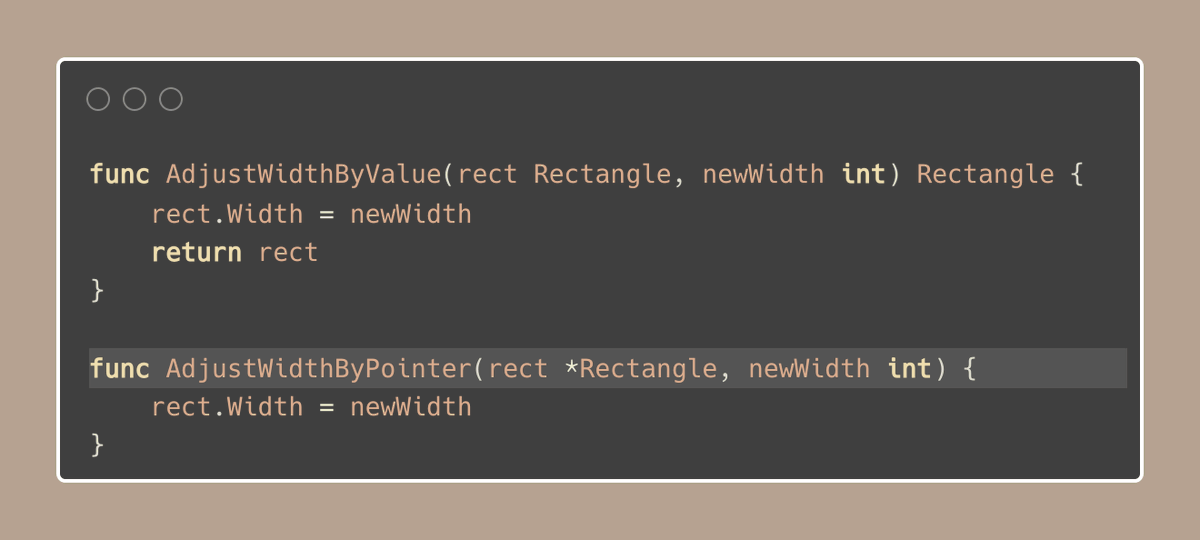 func AdjustWidthByValue(rect Rectangle, newWidth int) Rectangle {
    rect.Width = newWidth
    return rect
}

func AdjustWidthByPointer(rect *Rectangle, newWidth int) {
    rect.Width = newWidth
}